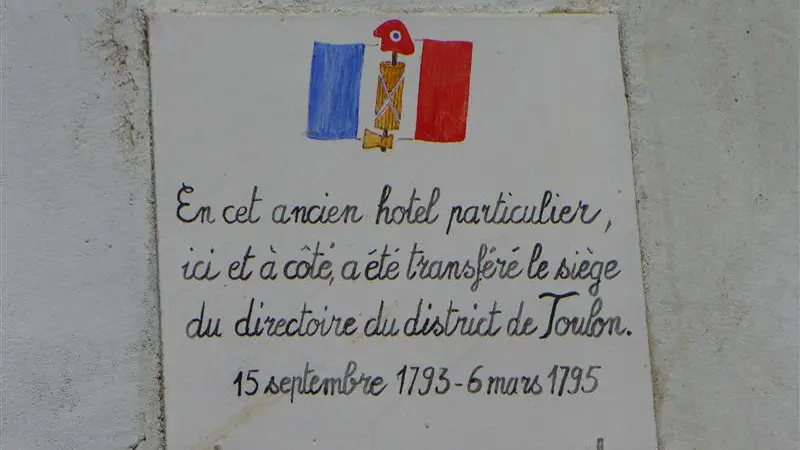 En cet ancien hotel particulier,
ici et à côté, a été transféré le siège
du directoire du district de Toulon.
15 septembre 1793-6 mars 1795